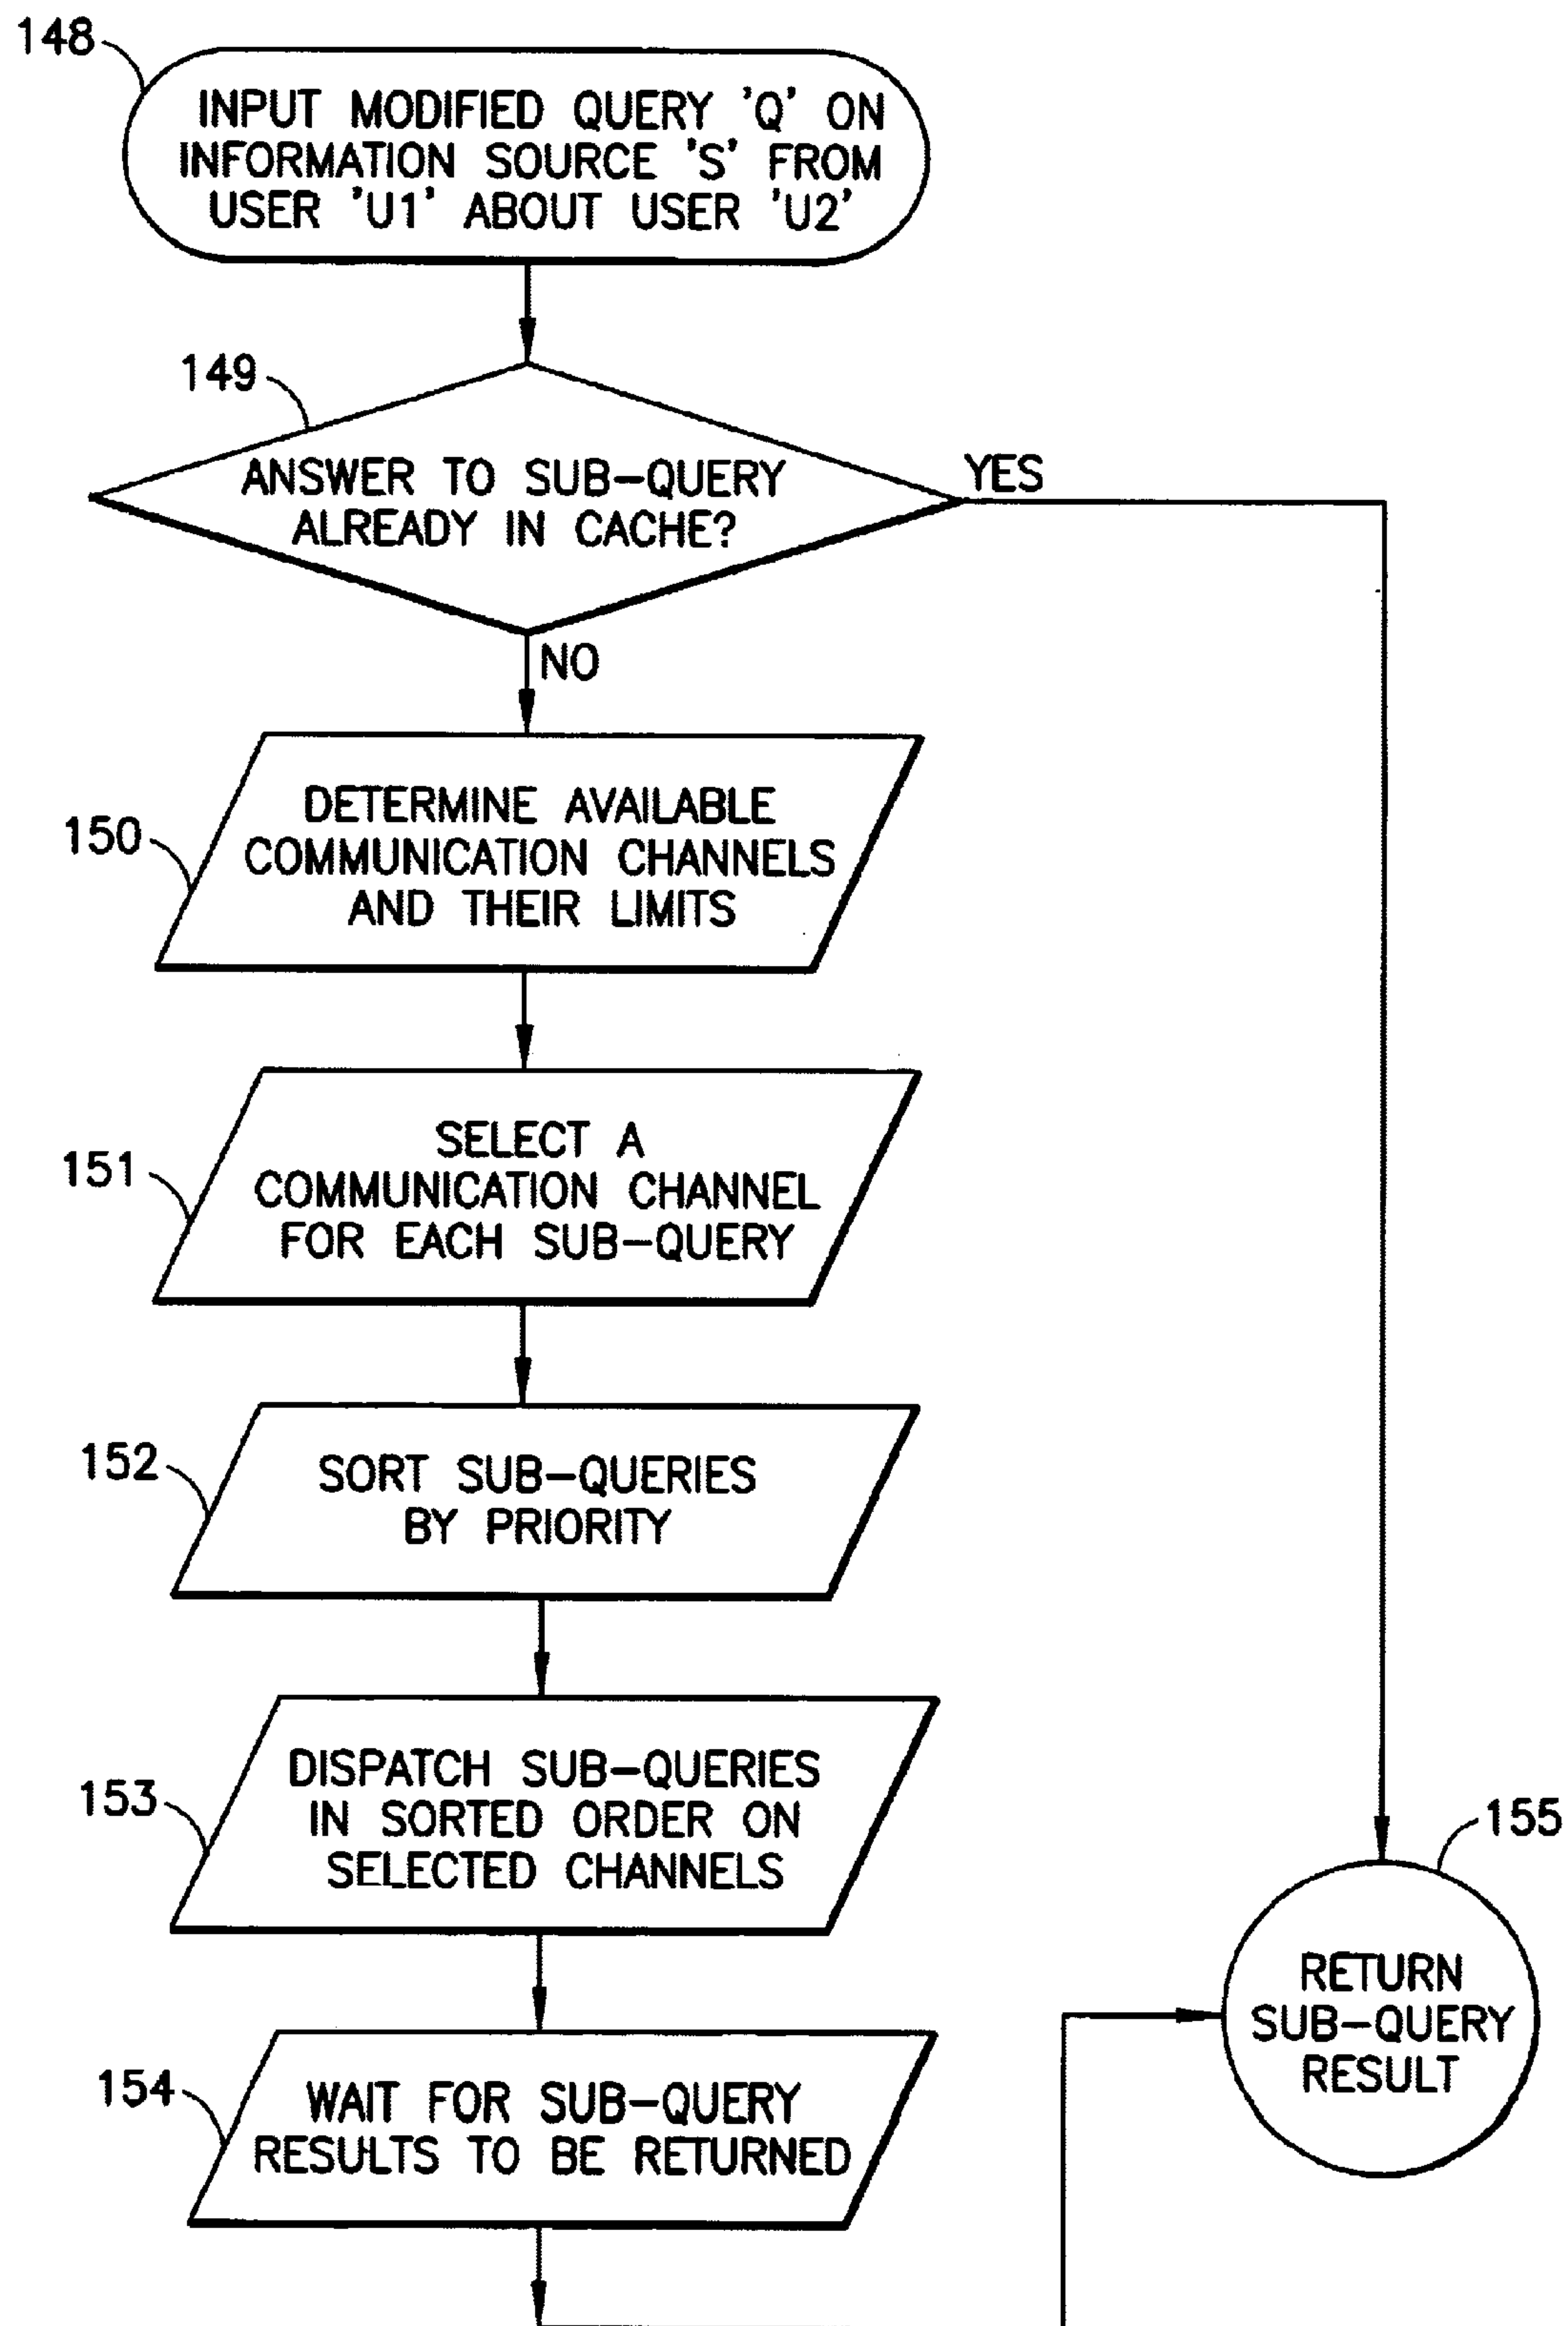 148
INPUT MODIFIED QUERY 'Q' ON
INFORMATION SOURCE 'S' FROM
USER 'U1' ABOUT USER 'U2'
149
ANSWER TO SUB-QUERY
ALREADY IN CACHE?
YES
NO
150
DETERMINE AVAILABLE
COMMUNICATION CHANNELS
AND THEIR LIMITS
151
SELECT A
COMMUNICATION CHANNEL
FOR EACH SUB-QUERY
152
SORT SUB-QUERIES
BY PRIORITY
153
DISPATCH SUB-QUERIES
IN SORTED ORDER ON
SELECTED CHANNELS
155
RETURN
SUB-QUERY
RESULT
154
WAIT FOR SUB-QUERY
RESULTS TO BE RETURNED